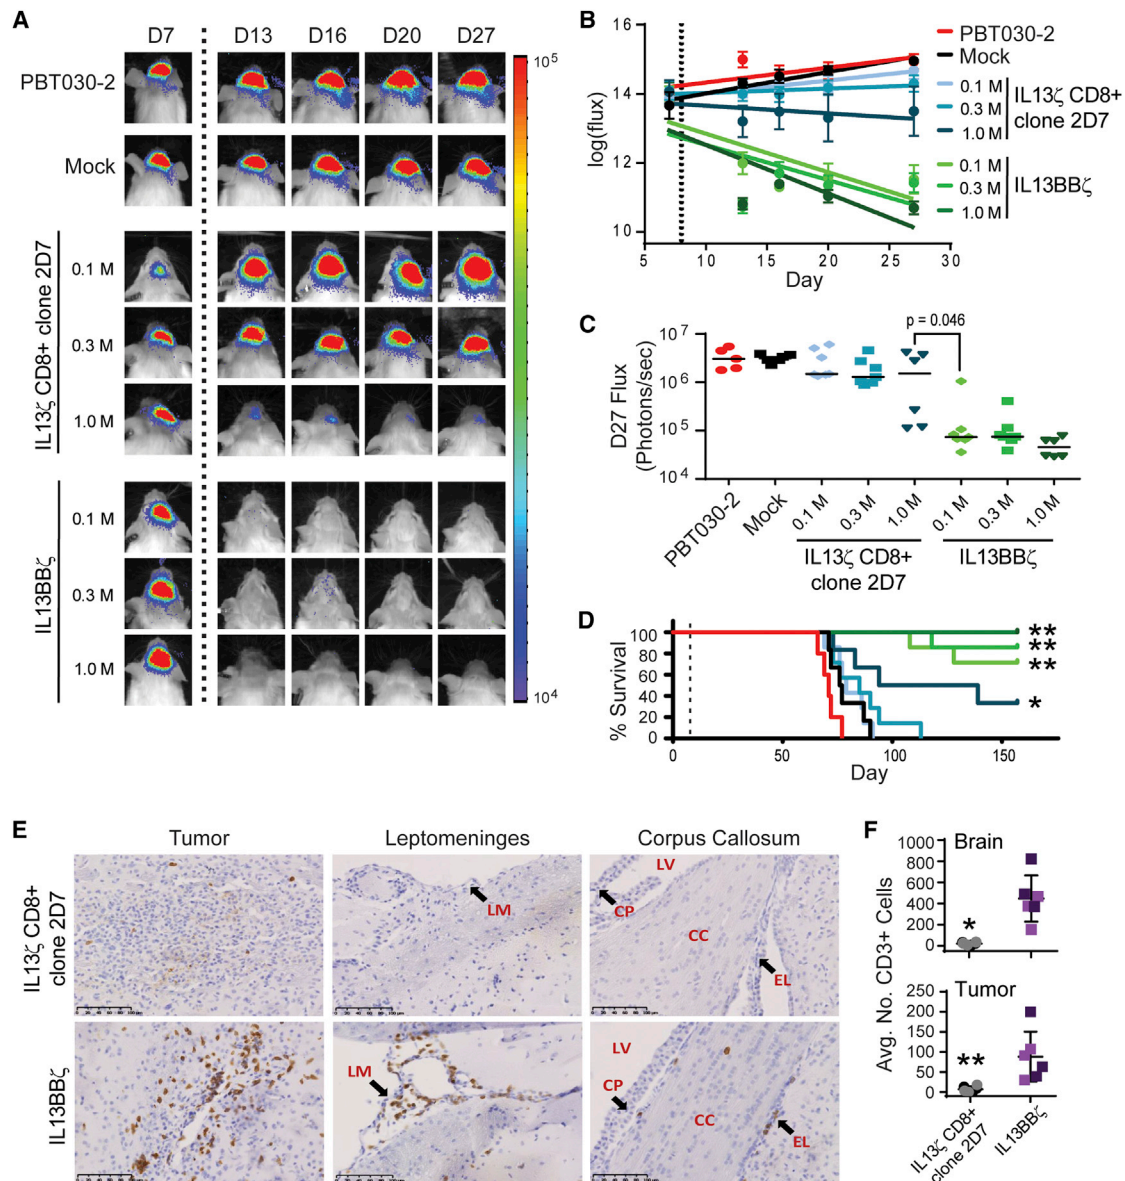 A
D7 D13 D16 D20 D27
PBT030-2
Mock
IL13ζ CD8+ clone 2D7
0.1 M
0.3 M
1.0 M
IL13BBζ
0.1 M
0.3 M
1.0 M
10^5
10^4
B
log(flux)
16
14
12
10
5 10 15 20 25 30
Day
PBT030-2
Mock
0.1 M
0.3 M
1.0 M
IL13ζ CD8+
clone 2D7
0.1 M
0.3 M
1.0 M
IL13BBζ
C
p = 0.046
D27 Flux
(Photons/sec)
10^7
10^6
10^5
10^4
PBT030-2
Mock
0.1 M
0.3 M
1.0 M
0.1 M
0.3 M
1.0 M
IL13ζ CD8+
clone 2D7
IL13BBζ
D
% Survival
100
80
60
40
20
0
0 50 100 150
Day
**
**
**
*
E
Tumor Leptomeninges Corpus Callosum
IL13ζ CD8+
clone 2D7
LM
LV
CP
CC
EL
IL13BBζ
LM
LV
CP
CC
EL
F
Avg. No. CD3+ Cells
Brain
1000
800
600
400
200
0
*
Tumor
250
200
150
100
50
0
**
IL13ζ CD8+
clone 2D7
IL13BBζ